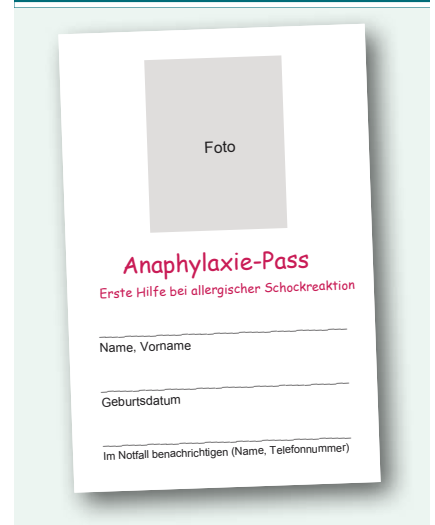 Foto
Anaphylaxie-Pass
Erste Hilfe bei allergischer Schockreaktion
Name, Vorname
Geburtsdatum
Im Notfall benachrichtigen (Name, Telefonnummer)